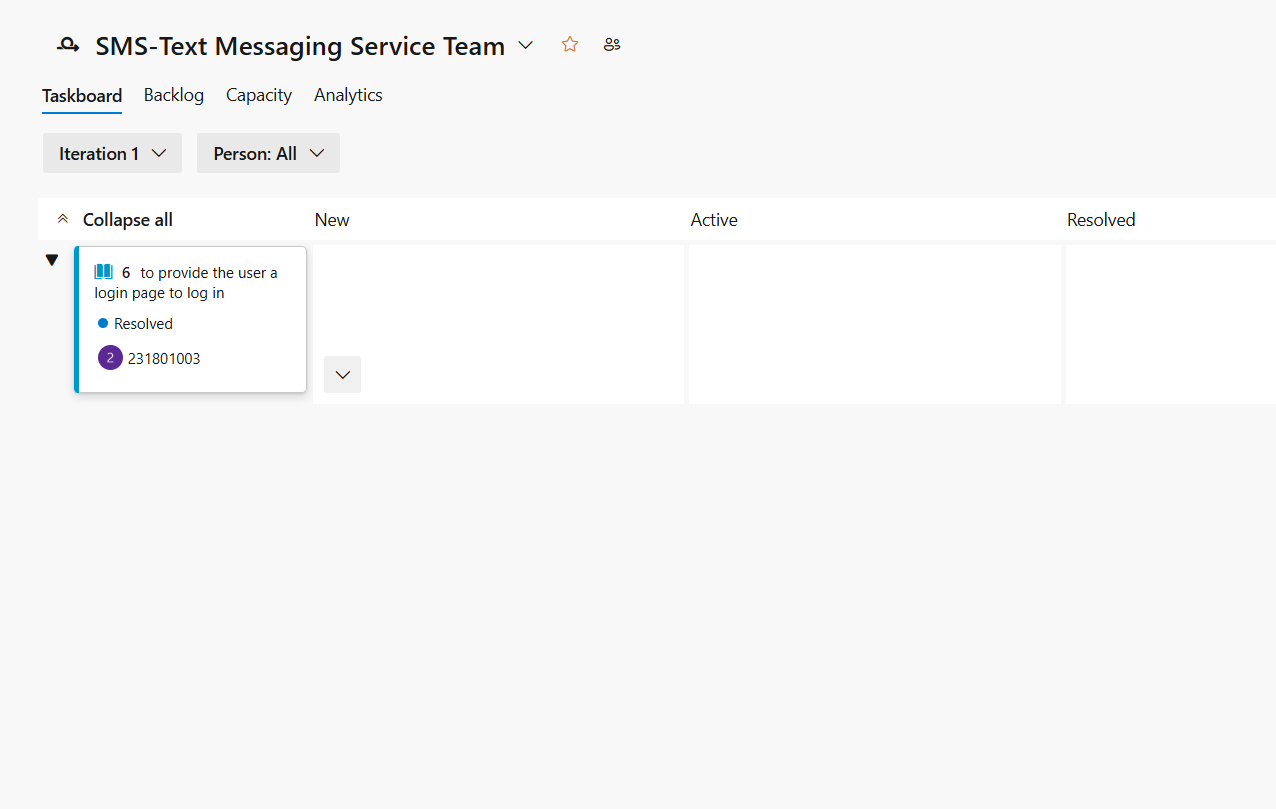 SMS-Text Messaging Service Team
Taskboard Backlog Capacity Analytics
Iteration 1 Person: All
Collapse all New Active Resolved
6 to provide the user a
login page to log in
Resolved
2 231801003